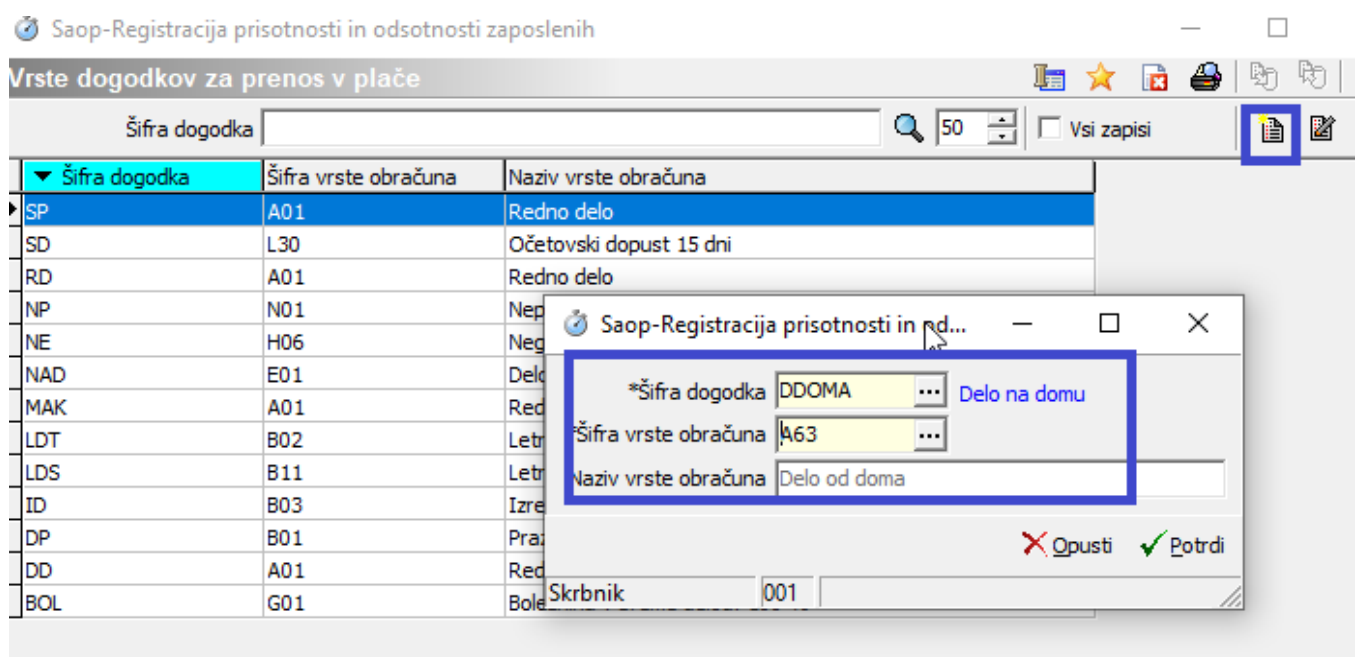 Saop-Registracija prisotnosti in odsotnosti zaposlenih
Vrste dogodkov za prenos v plače
Šifra dogodka 50 Vsi zapisi
Šifra dogodka Šifra vrste obračuna Naziv vrste obračuna
SP A01 Redno delo
SD L30 Očetovski dopust 15 dni
RD A01 Redno delo
NP N01 Nep
NE H06 Neg
NAD E01 Delo
MAK A01 Red
LDT B02 Letr
LDS B11 Letr
ID B03 Izre
DP B01 Praz
DD A01 Red
BOL G01
Saop-Registracija prisotnosti in od...
*Šifra dogodka DDOMA ... Delo na domu
*Šifra vrste obračuna A63 ...
Naziv vrste obračuna Delo od doma
Opusti Potrdi
Skrbnik 001